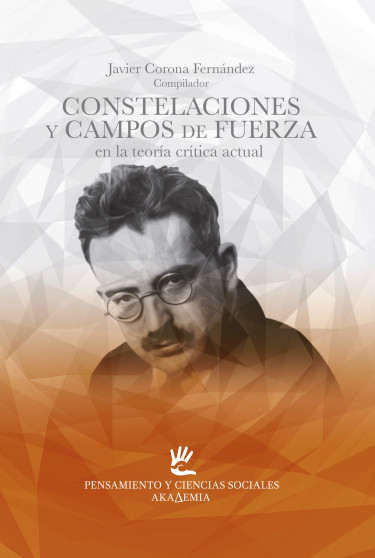 Javier Corona Fernández
Compilador
CONSTELACIONES
Y CAMPOS DE FUERZA
en la teoría crítica actual
PENSAMIENTO Y CIENCIAS SOCIALES
AKAΔEMIA